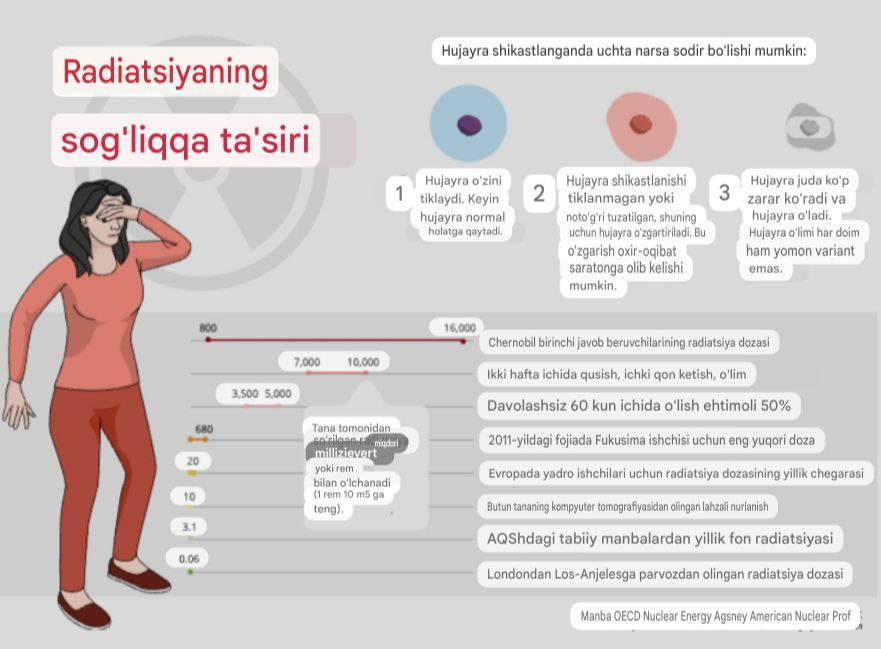 Radiatsiyaning
sog'liqqa ta'siri
Hujayra shikastlanganda uchta narsa sodir bo'lishi mumkin:
1
Hujayra o'zini
tiklaydi. Keyin
hujayra normal
holatga qaytadi.
2
Hujayra shikastlanishi
tiklanmagan yoki
noto'g'ri tuzatilgan, shuning
uchun hujayra o'zgartiriladi. Bu
o'zgarish oxir-oqibat
saratonga olib kelishi
mumkin.
3
Hujayra juda ko'p
zarar ko'radi va
hujayra o'ladi.
Hujayra o'limi har doim
ham yomon variant
emas.
800 16,000
Chernobil birinchi javob beruvchilarining radiatsiya dozasi
7,000 10,000
Ikki hafta ichida qusish, ichki qon ketish, o'lim
3,500 5,000
Davolashsiz 60 kun ichida o'lish ehtimoli 50%
680
2011-yildagi fojiada Fukusima ishchisi uchun eng yuqori doza
20
Evropada yadro ishchilari uchun radiatsiya dozasining yillik chegarasi
10
Butun tananing kompyuter tomografiyasidan olingan lahzali nurlanish
3.1
AQShdagi tabiiy manbalardan yillik fon radiatsiyasi
0.06
Londondan Los-Anjelesga parvozdan olingan radiatsiya dozasi
Tana tomonidan
so'rilgan radiatsiya
miqdori
millizievert
yoki rem
bilan o'lchanadi
(1 rem 10 m5 ga
teng).
Manba OECD Nuclear Energy Agsney American Nuclear Prof